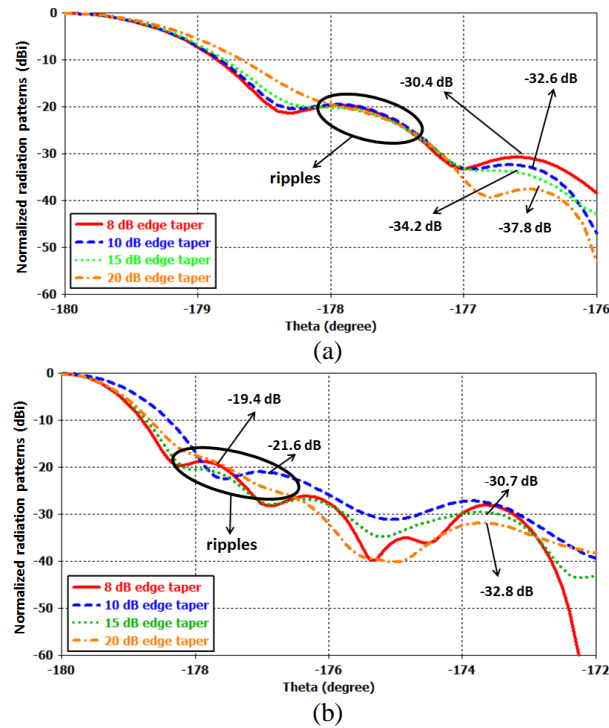 Normalized radiation patterns (dBi)
0
-10
-20
-30
-40
-50
-60
-30.4 dB
-32.6 dB
ripples
-34.2 dB
-37.8 dB
8 dB edge taper
10 dB edge taper
15 dB edge taper
20 dB edge taper
-180 -179 -178 -177 -176
Theta (degree)
(a)
Normalized radiation patterns (dBi)
0
-10
-20
-30
-40
-50
-60
-19.4 dB
-21.6 dB
-30.7 dB
ripples
-32.8 dB
8 dB edge taper
10 dB edge taper
15 dB edge taper
20 dB edge taper
-180 -178 -176 -174 -172
Theta (degree)
(b)